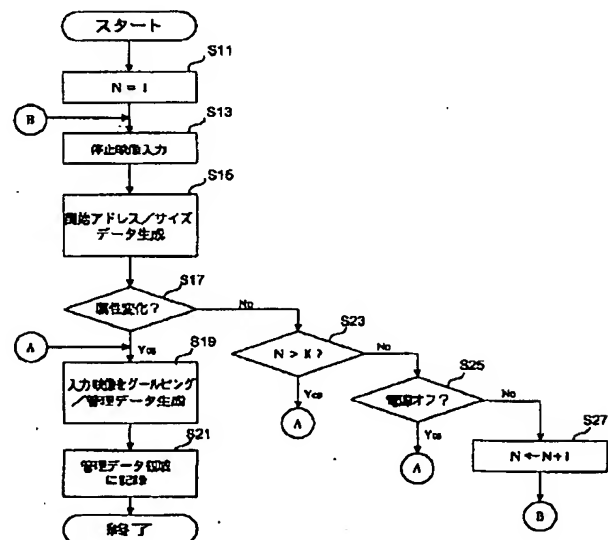 スタート
S11
N = 1
B
S13
停止映像入力
S15
開始アドレス／サイズ
データ生成
S17
属性変化？
No
Yes
A
S19
入力映像をグールピング
／管理データ生成
S21
管理データ領域
に記録
終了
S23
N > K ?
No
Yes
A
S25
電源オフ？
No
Yes
A
S27
N ← N+1
B